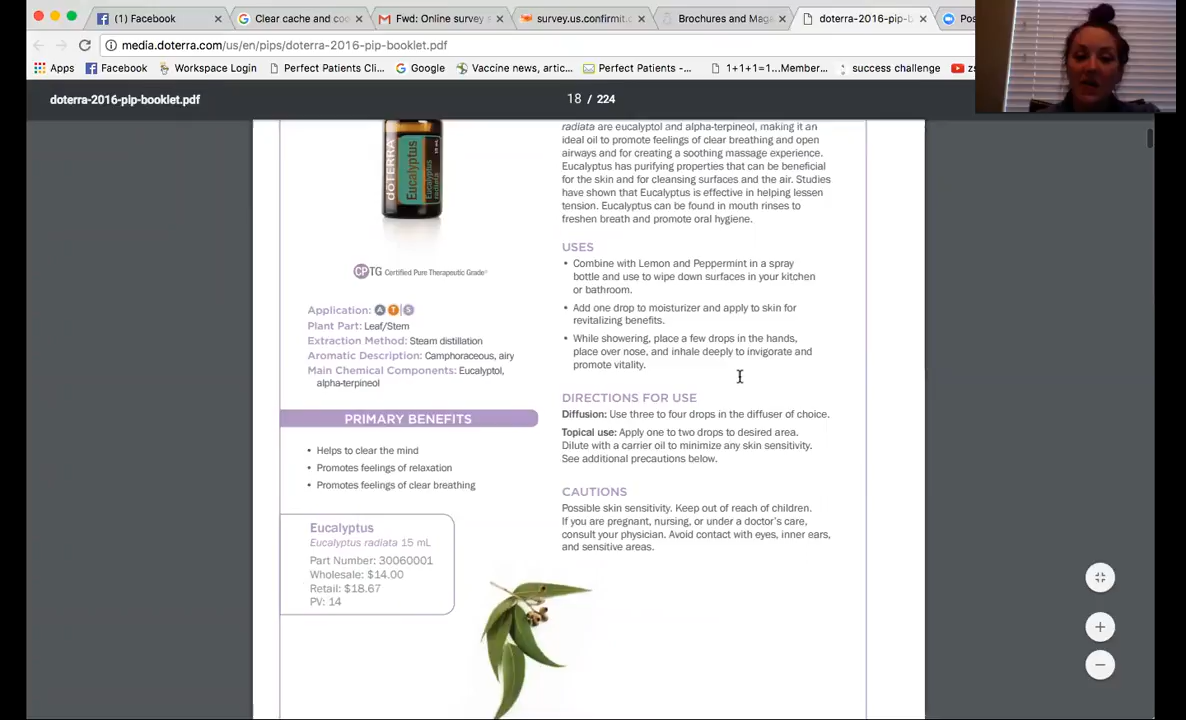 (1) Facebook
Clear cache and coo
Fwd: Online survey
survey.us.confirmit.c
Brochures and Mag
doterra-2016-pip-b
Pos
media.doterra.com/us/en/pips/doterra-2016-pip-booklet.pdf
Apps
Facebook
Workspace Login
Perfect Patients Cli...
Google
Vaccine news, artic...
Perfect Patients -...
1+1+1=1...Member...
success challenge
zs
doterra-2016-pip-booklet.pdf
18 / 224
dōTERRA
Eucalyptus
Eucalyptus
radiata
15 mL
CPTG Certified Pure Therapeutic Grade®
Application: A T | S
Plant Part: Leaf/Stem
Extraction Method: Steam distillation
Aromatic Description: Camphoraceous, airy
Main Chemical Components: Eucalyptol,
alpha-terpineol
PRIMARY BENEFITS
• Helps to clear the mind
• Promotes feelings of relaxation
• Promotes feelings of clear breathing
Eucalyptus
Eucalyptus radiata 15 mL
Part Number: 30060001
Wholesale: $14.00
Retail: $18.67
PV: 14
radiata are eucalyptol and alpha-terpineol, making it an
ideal oil to promote feelings of clear breathing and open
airways and for creating a soothing massage experience.
Eucalyptus has purifying properties that can be beneficial
for the skin and for cleansing surfaces and the air. Studies
have shown that Eucalyptus is effective in helping lessen
tension. Eucalyptus can be found in mouth rinses to
freshen breath and promote oral hygiene.
USES
• Combine with Lemon and Peppermint in a spray
bottle and use to wipe down surfaces in your kitchen
or bathroom.
• Add one drop to moisturizer and apply to skin for
revitalizing benefits.
• While showering, place a few drops in the hands,
place over nose, and inhale deeply to invigorate and
promote vitality.
DIRECTIONS FOR USE
Diffusion: Use three to four drops in the diffuser of choice.
Topical use: Apply one to two drops to desired area.
Dilute with a carrier oil to minimize any skin sensitivity.
See additional precautions below.
CAUTIONS
Possible skin sensitivity. Keep out of reach of children.
If you are pregnant, nursing, or under a doctor's care,
consult your physician. Avoid contact with eyes, inner ears,
and sensitive areas.